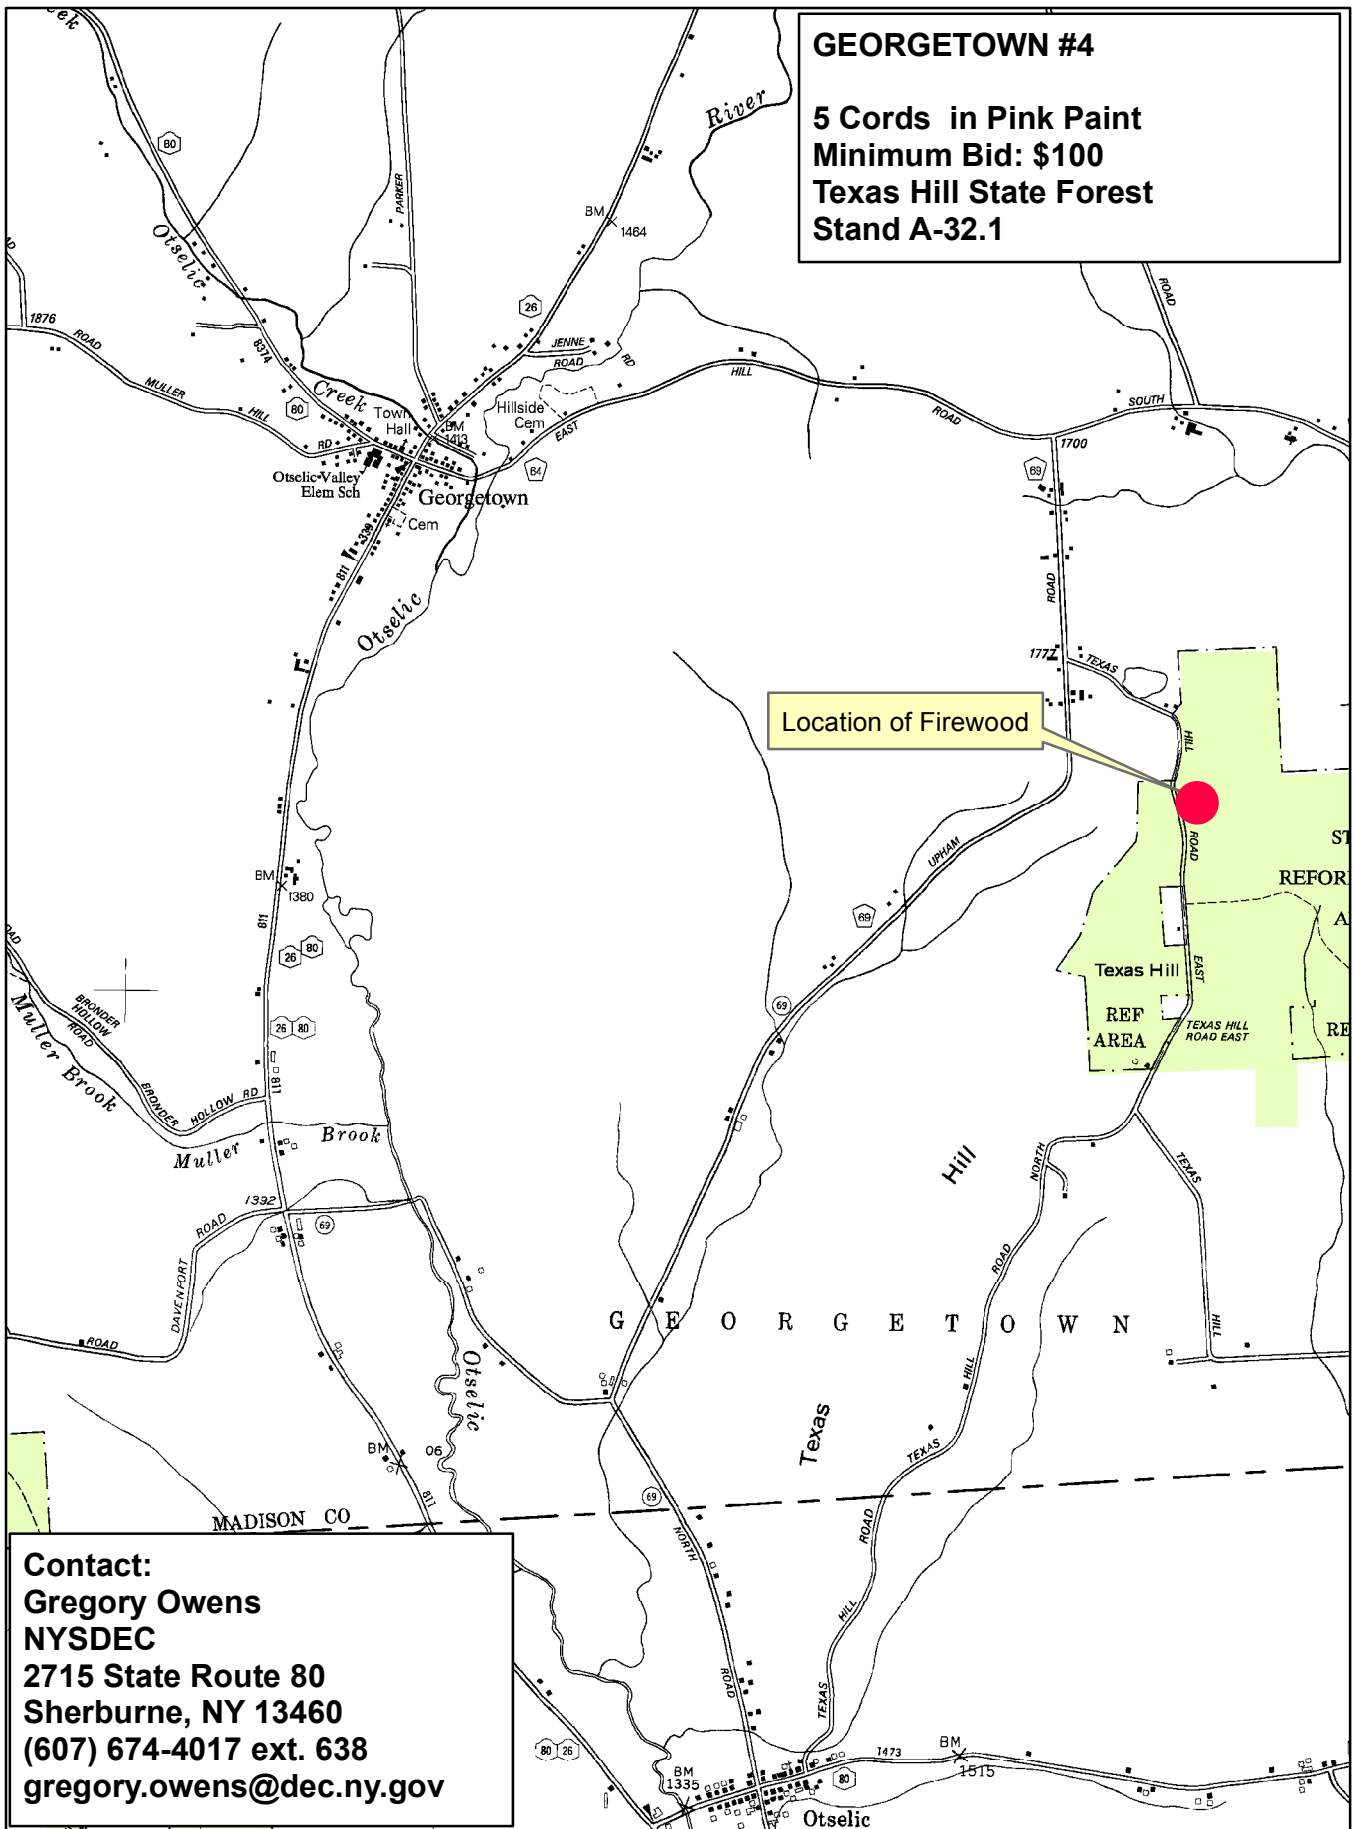 GEORGETOWN #4
5 Cords in Pink Paint
Minimum Bid: $100
Texas Hill State Forest
Stand A-32.1
River
80
PARKER
BM
1464
Otselic
ROAD
26
1876
ROAD
8374
JENNE
ROAD
RD
MULLER
HILL
HILL
Creek
80
Town
Hall
BM
1413
Hillside
Cem
EAST
ROAD
SOUTH
1700
RD
64
69
Otselic Valley
Elem Sch
Georgetown
Cem
339
811
ROAD
Otselic
1777
TEXAS
Location of Firewood
HILL
ROAD
UPHAM
BM
1380
REFOR
811
69
26
80
Texas Hill
EAST
BRONDER
HOLLOW
ROAD
69
REF
AREA
TEXAS HILL
ROAD EAST
RE
Muller Brook
26
80
811
BRONDER
HOLLOW RD
Brook
Muller
Hill
NORTH
TEXAS
1392
ROAD
69
ROAD
DAVENPORT
GEORGETOWN
HILL
ROAD
Otselic
HILL
Texas
BM
06
TEXAS
811
69
MADISON CO
ROAD
NORTH
Contact:
Gregory Owens
NYSDEC
2715 State Route 80
Sherburne, NY 13460
(607) 674-4017 ext. 638
gregory.owens@dec.ny.gov
HILL
ROAD
TEXAS
80
26
1473
BM
1515
BM
1335
80
Otselic